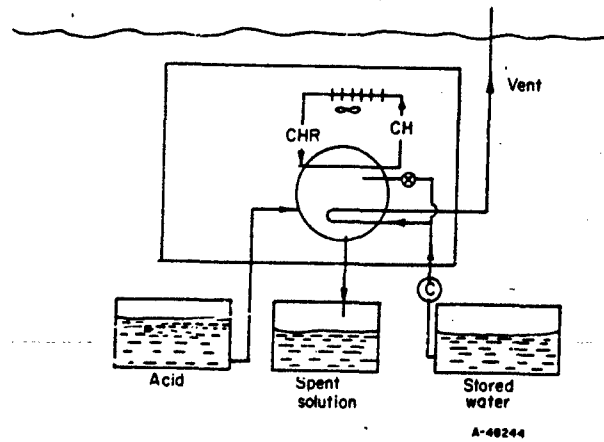 Vent
CHR
CH
C
Acid
Spent
solution
Stored
water
A-40244